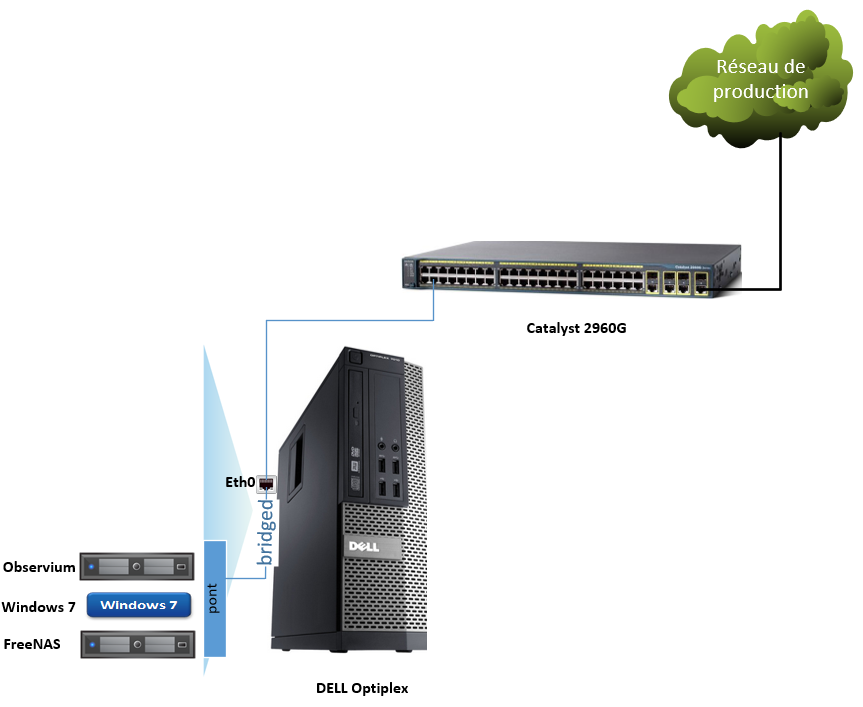 Réseau de
production
Catalyst 2960G
Eth0
bridged
DELL
Observium
Windows 7
Windows 7
pont
FreeNAS
DELL Optiplex